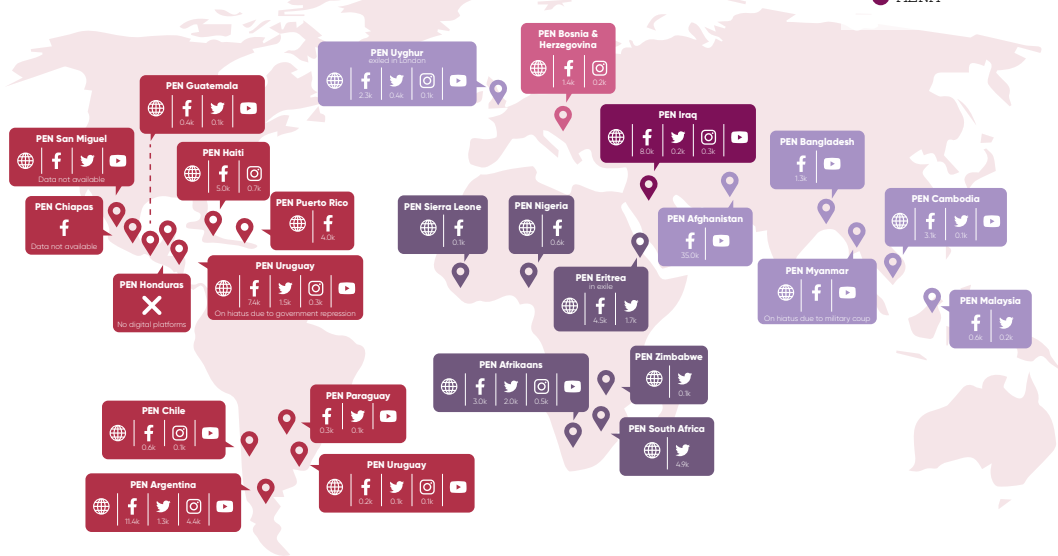 PEN Bosnia &
Herzegovina
1.4k 0.2k
PEN Uyghur
exiled in London
2.3k 0.4k 0.1k
PEN Guatemala
0.4k 0.1k
PEN Iraq
8.0k 0.2k 0.3k
PEN San Miguel
Data not available
PEN Haiti
5.0k 0.7k
PEN Bangladesh
1.3k
PEN Chiapas
Data not available
PEN Puerto Rico
4.0k
PEN Sierra Leone
0.1k
PEN Nigeria
0.6k
PEN Afghanistan
35.0k
PEN Cambodia
3.1k 0.1k
PEN Honduras
No digital platforms
PEN Uruguay
7.4k 1.5k 0.3k
On hiatus due to government repression
PEN Eritrea
in exile
4.5k 1.7k
PEN Myanmar
On hiatus due to military coup
PEN Malaysia
0.6k 0.2k
PEN Afrikaans
3.0k 2.0k 0.5k
PEN Zimbabwe
0.1k
PEN Chile
0.6k 0.1k
PEN Paraguay
0.3k 0.1k
PEN South Africa
4.9k
PEN Argentina
11.4k 1.3k 4.4k
PEN Uruguay
0.2k 0.1k 0.1k